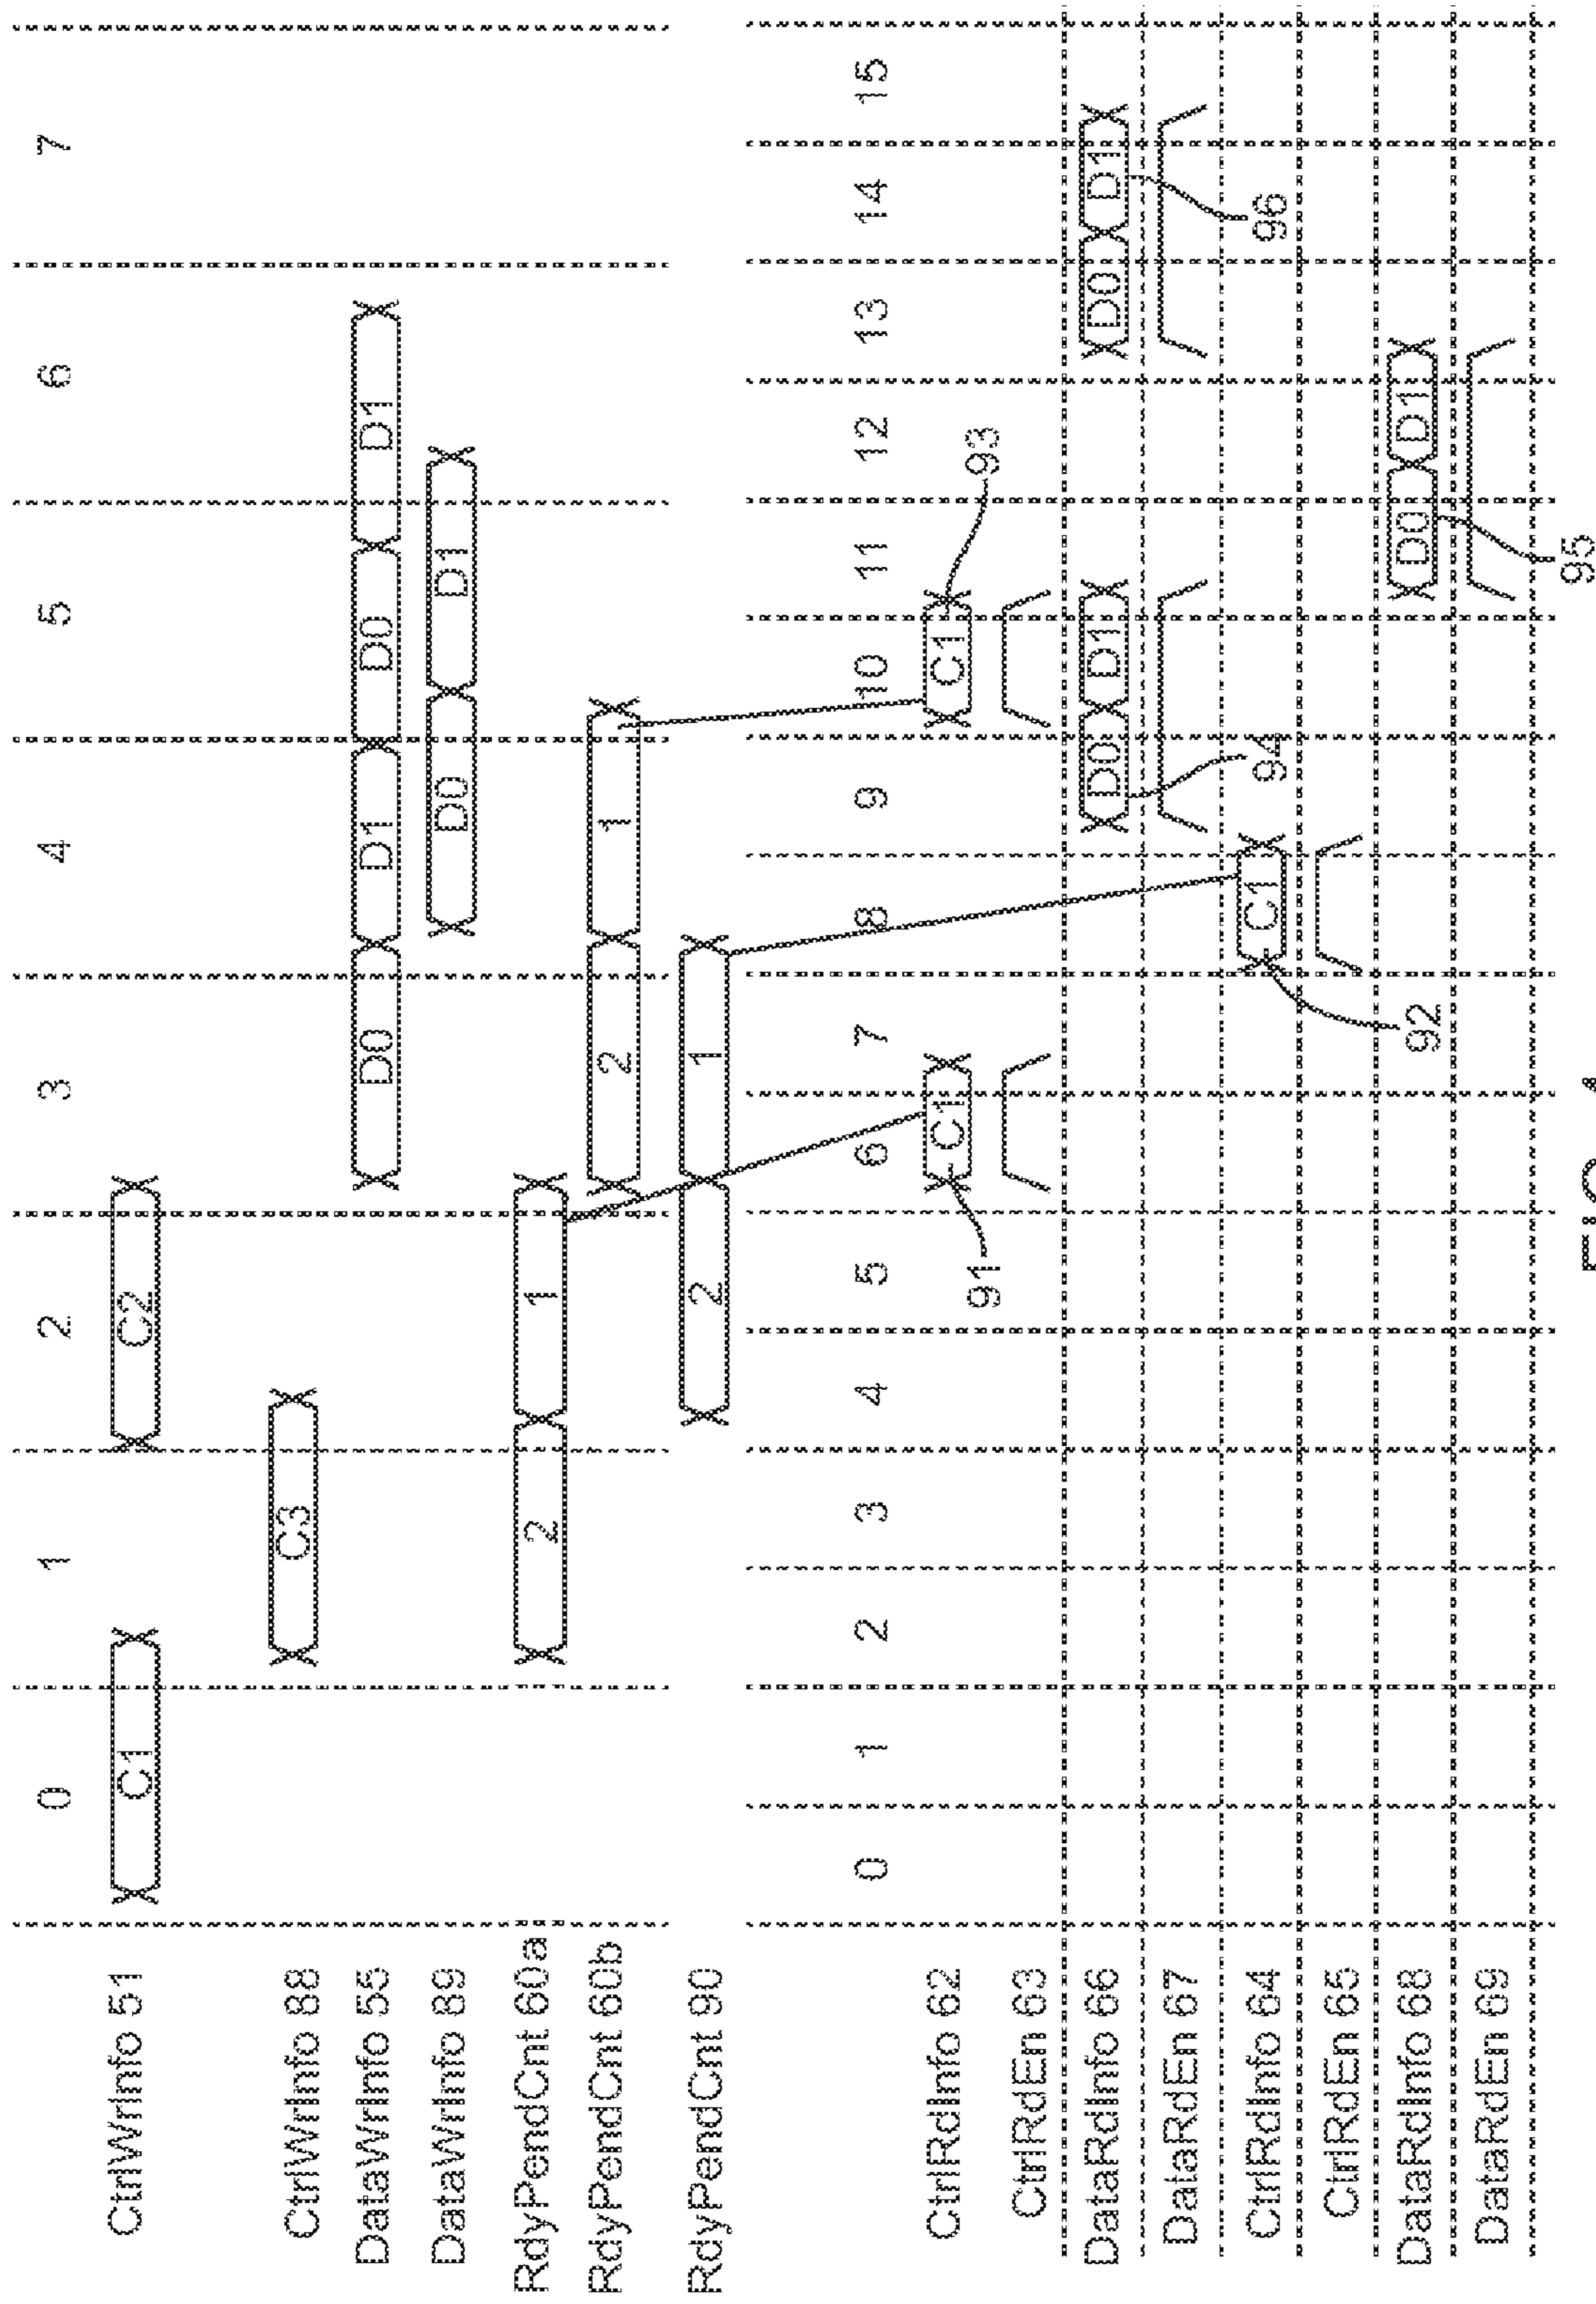 0 1 2 3 4 5 6 7
CtrlWrInfo 51 C1 C2
CtrlWrInfo 88 C3
DataWrInfo 55 D0 D1 D0 D1
DataWrInfo 89 D0 D1
RdyPendCnt 60a 2 1
RdyPendCnt 60b 2 1
RdyPendCnt 90 2 1
0 1 2 3 4 5 6 7 8 9 10 11 12 13 14 15
CtrlRdInfo 62 C1 C1
91 93
CtrlRdEn 63
DataRdInfo 66 D0 D1 D0 D1
DataRdEn 67
CtrlRdInfo 64 C1 94 96
CtrlRdEn 65
DataRdInfo 68 92 D0 D1
DataRdEn 69
95